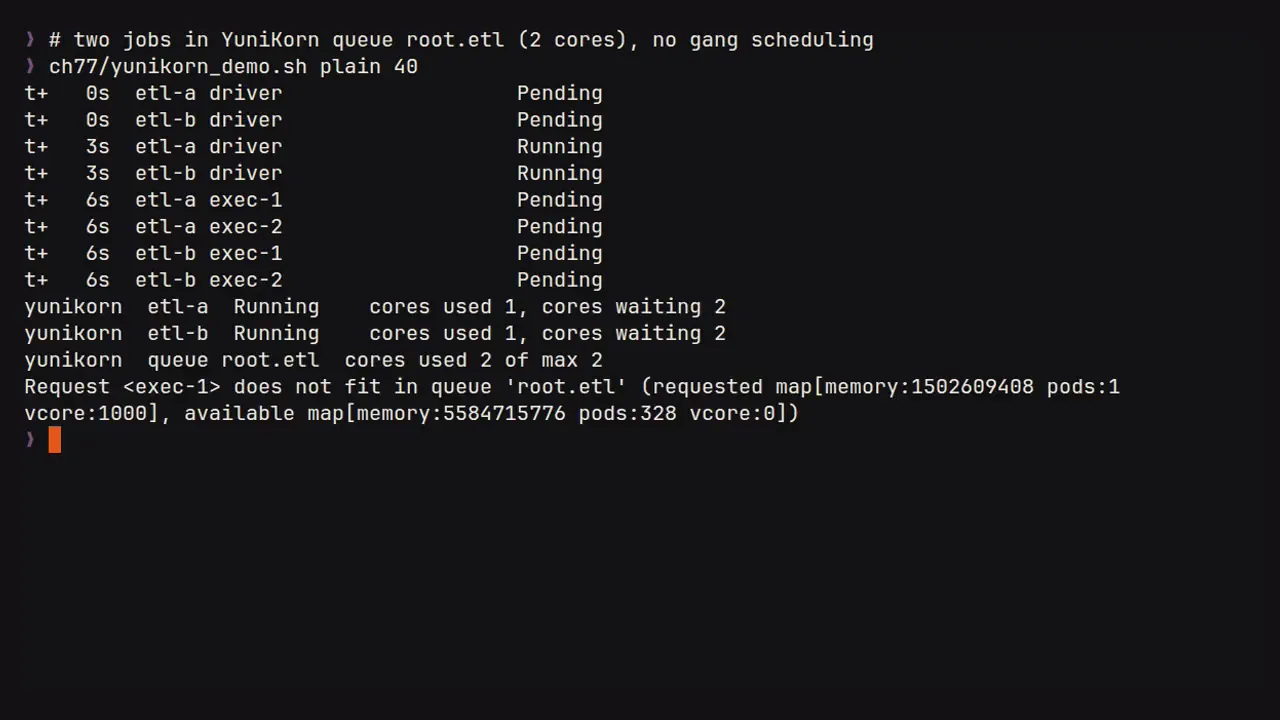 ❯ # two jobs in YuniKorn queue root.etl (2 cores), no gang scheduling
❯ ch77/yunikorn_demo.sh plain 40
t+   0s  etl-a driver                   Pending
t+   0s  etl-b driver                   Pending
t+   3s  etl-a driver                   Running
t+   3s  etl-b driver                   Running
t+   6s  etl-a exec-1                   Pending
t+   6s  etl-a exec-2                   Pending
t+   6s  etl-b exec-1                   Pending
t+   6s  etl-b exec-2                   Pending
yunikorn  etl-a  Running    cores used 1, cores waiting 2
yunikorn  etl-b  Running    cores used 1, cores waiting 2
yunikorn  queue root.etl  cores used 2 of max 2
Request <exec-1> does not fit in queue 'root.etl' (requested map[memory:1502609408 pods:1
vcore:1000], available map[memory:5584715776 pods:328 vcore:0])
❯